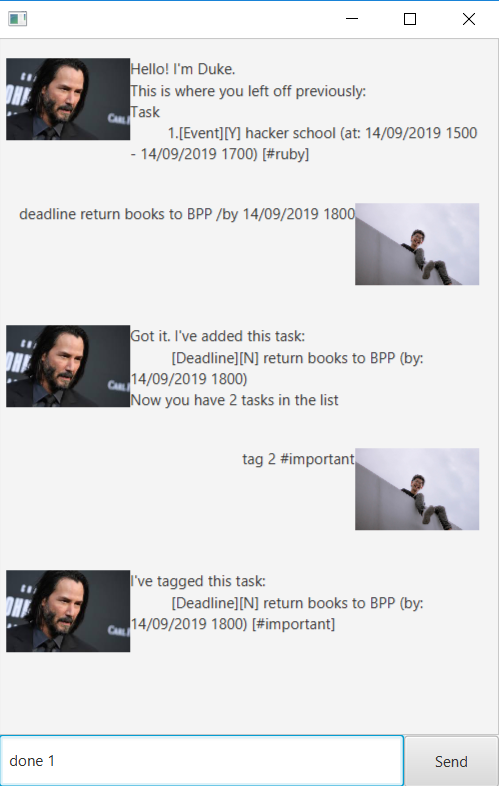 Hello! I'm Duke.
This is where you left off previously:
Task
1.[Event][Y] hacker school (at: 14/09/2019 1500
- 14/09/2019 1700) [#ruby]
deadline return books to BPP /by 14/09/2019 1800
Got it. I've added this task:
[Deadline][N] return books to BPP (by:
14/09/2019 1800)
Now you have 2 tasks in the list
tag 2 #important
I've tagged this task:
[Deadline][N] return books to BPP (by:
14/09/2019 1800) [#important]
done 1
Send